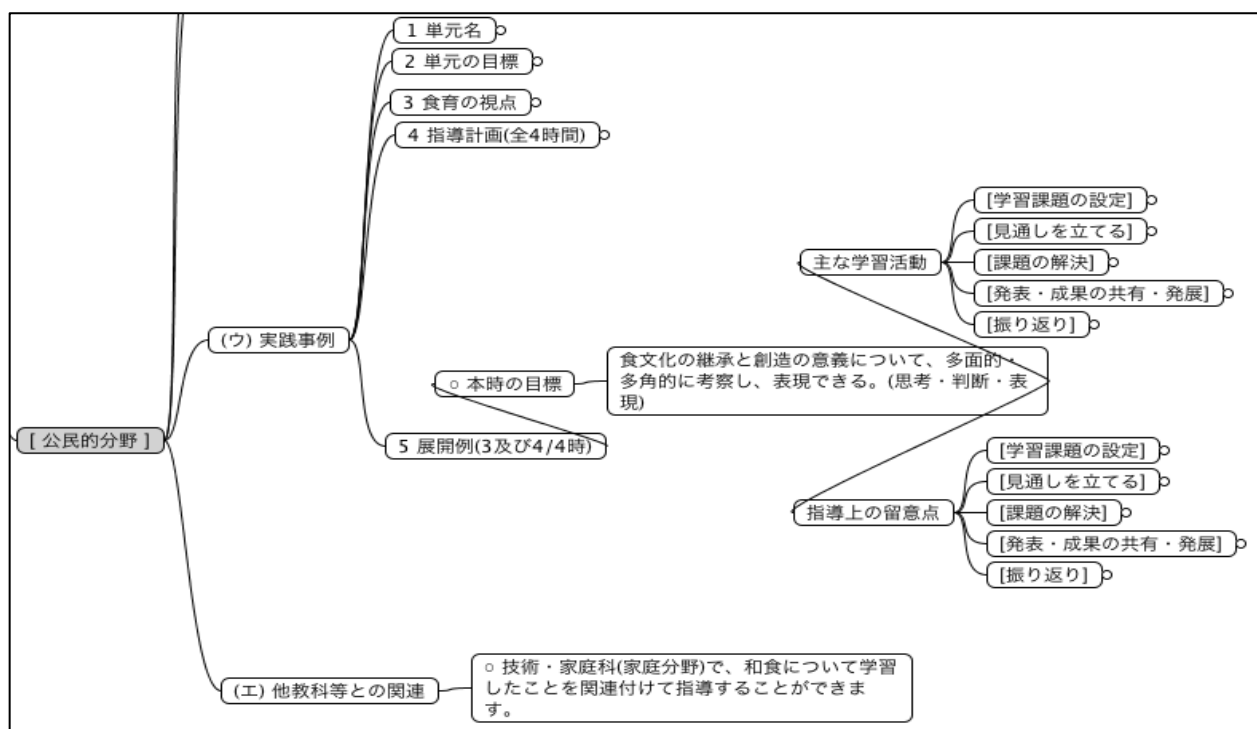 1 単元名
2 単元の目標
3 食育の視点
4 指導計画(全4時間)
[学習課題の設定]
[見通しを立てる]
主な学習活動
[課題の解決]
[発表・成果の共有・発展]
[振り返り]
(ウ) 実践事例
食文化の継承と創造の意義について、多面的・
多角的に考察し、表現できる。(思考・判断・表
現)
○ 本時の目標
[ 公民的分野 ]
5 展開例(3及び4/4時)
[学習課題の設定]
[見通しを立てる]
指導上の留意点
[課題の解決]
[発表・成果の共有・発展]
[振り返り]
(エ) 他教科等との関連
○ 技術・家庭科(家庭分野)で、和食について学習
したことを関連付けて指導することができま
す。